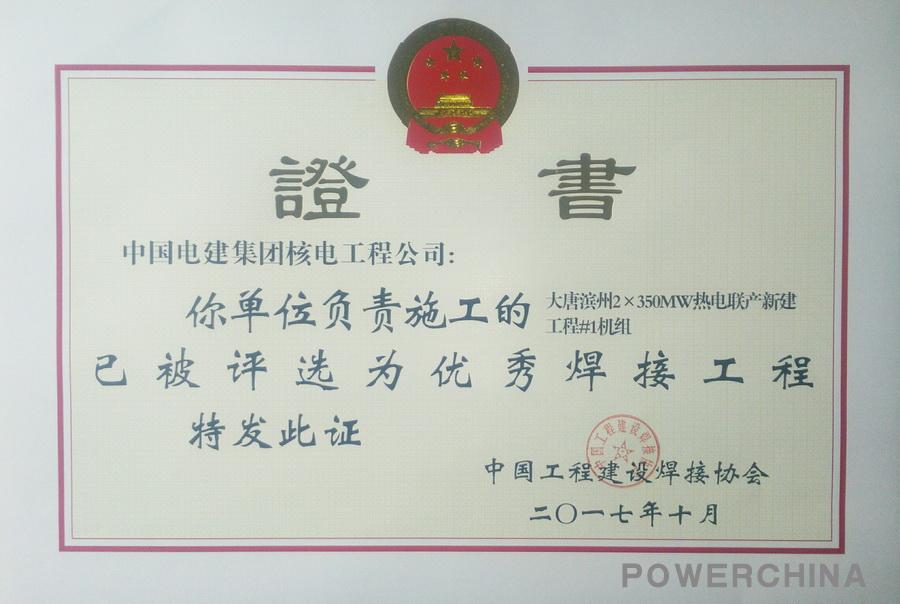 證 書
中国电建集团核电工程公司:
你单位负责施工的 大唐滨州2×350MW热电联产新建
工程#1机组
已被评选为优秀焊接工程
特发此证
中国工程建设焊接协会
二〇一七年十月
POWERCHINA